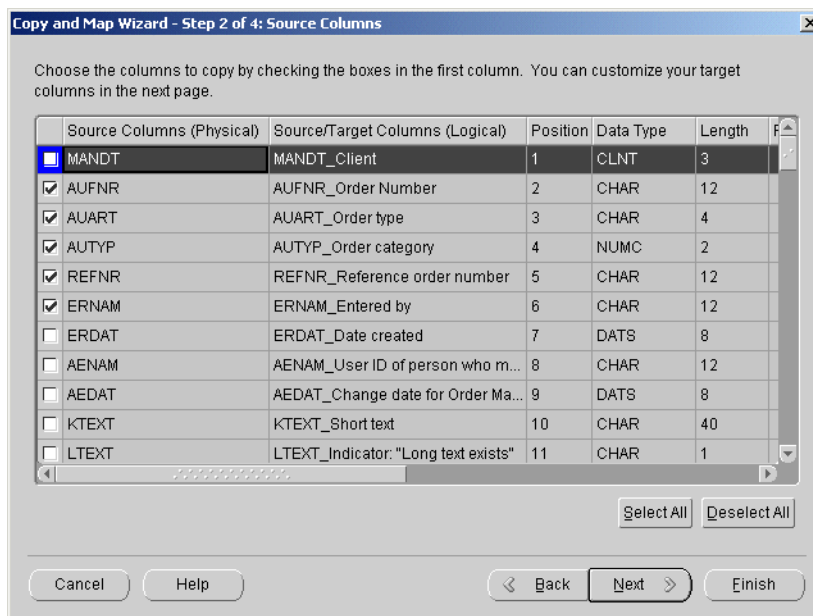 Copy and Map Wizard - Step 2 of 4: Source Columns
Choose the columns to copy by checking the boxes in the first column. You can customize your target
columns in the next page.
Source Columns (Physical) Source/Target Columns (Logical) Position Data Type Length
MANDT MANDT_Client 1 CLNT 3
AUFNR AUFNR_Order Number 2 CHAR 12
AUART AUART_Order type 3 CHAR 4
AUTYP AUTYP_Order category 4 NUMC 2
REFNR REFNR_Reference order number 5 CHAR 12
ERNAM ERNAM_Entered by 6 CHAR 12
ERDAT ERDAT_Date created 7 DATS 8
AENAM AENAM_User ID of person who m... 8 CHAR 12
AEDAT AEDAT_Change date for Order Ma... 9 DATS 8
KTEXT KTEXT_Short text 10 CHAR 40
LTEXT LTEXT_Indicator: "Long text exists" 11 CHAR 1
Select All Deselect All
Cancel Help Back Next Finish